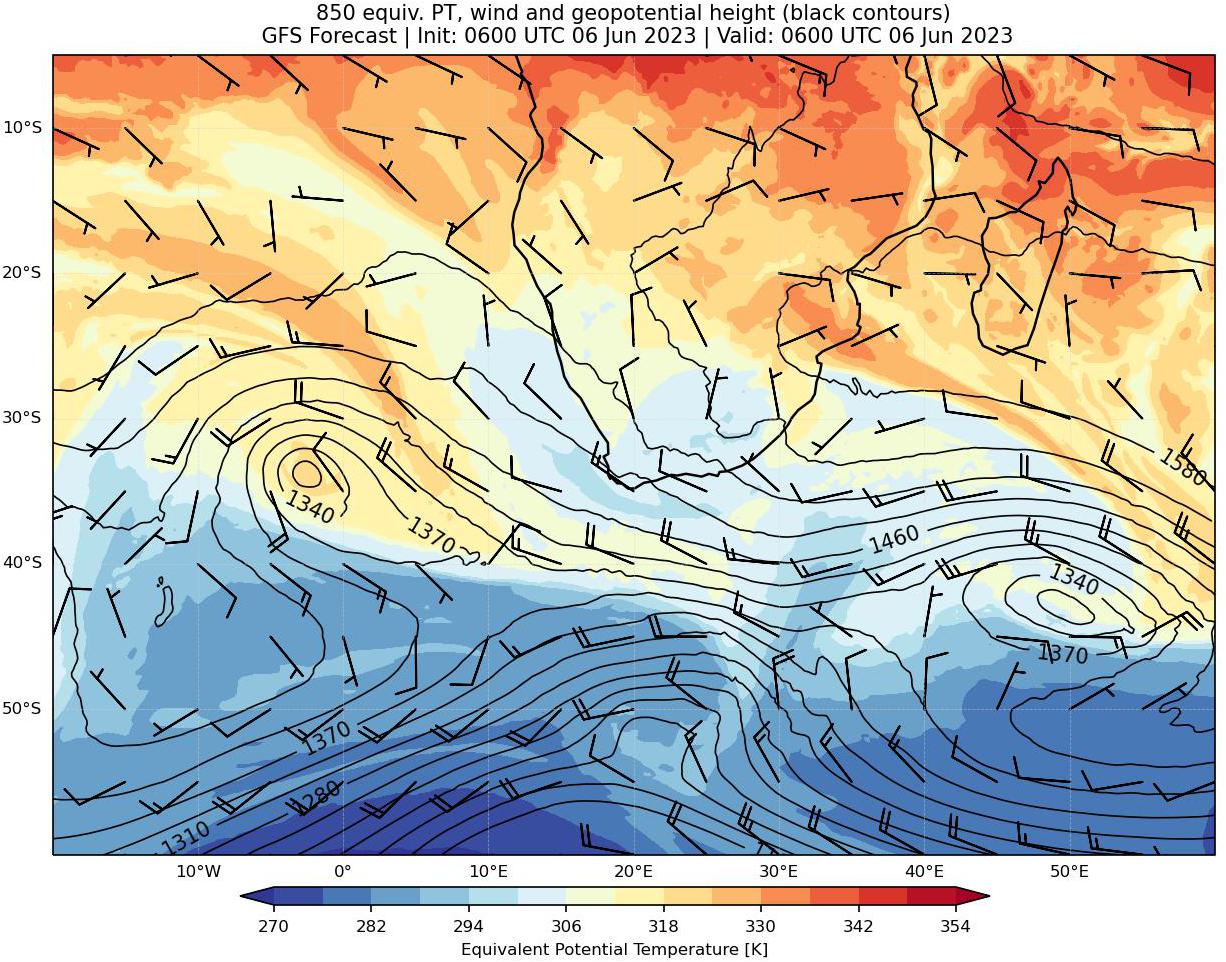 850 equiv. PT, wind and geopotential height (black contours)
GFS Forecast | Init: 0600 UTC 06 Jun 2023 | Valid: 0600 UTC 06 Jun 2023
10°S
20°S
1580
30°S
1340
1370
1460
40°S
1340
1370
50°S
1370
1280
1310
10°W 0° 10°E 20°E 30°E 40°E 50°E
270 282 294 306 318 330 342 354
Equivalent Potential Temperature [K]